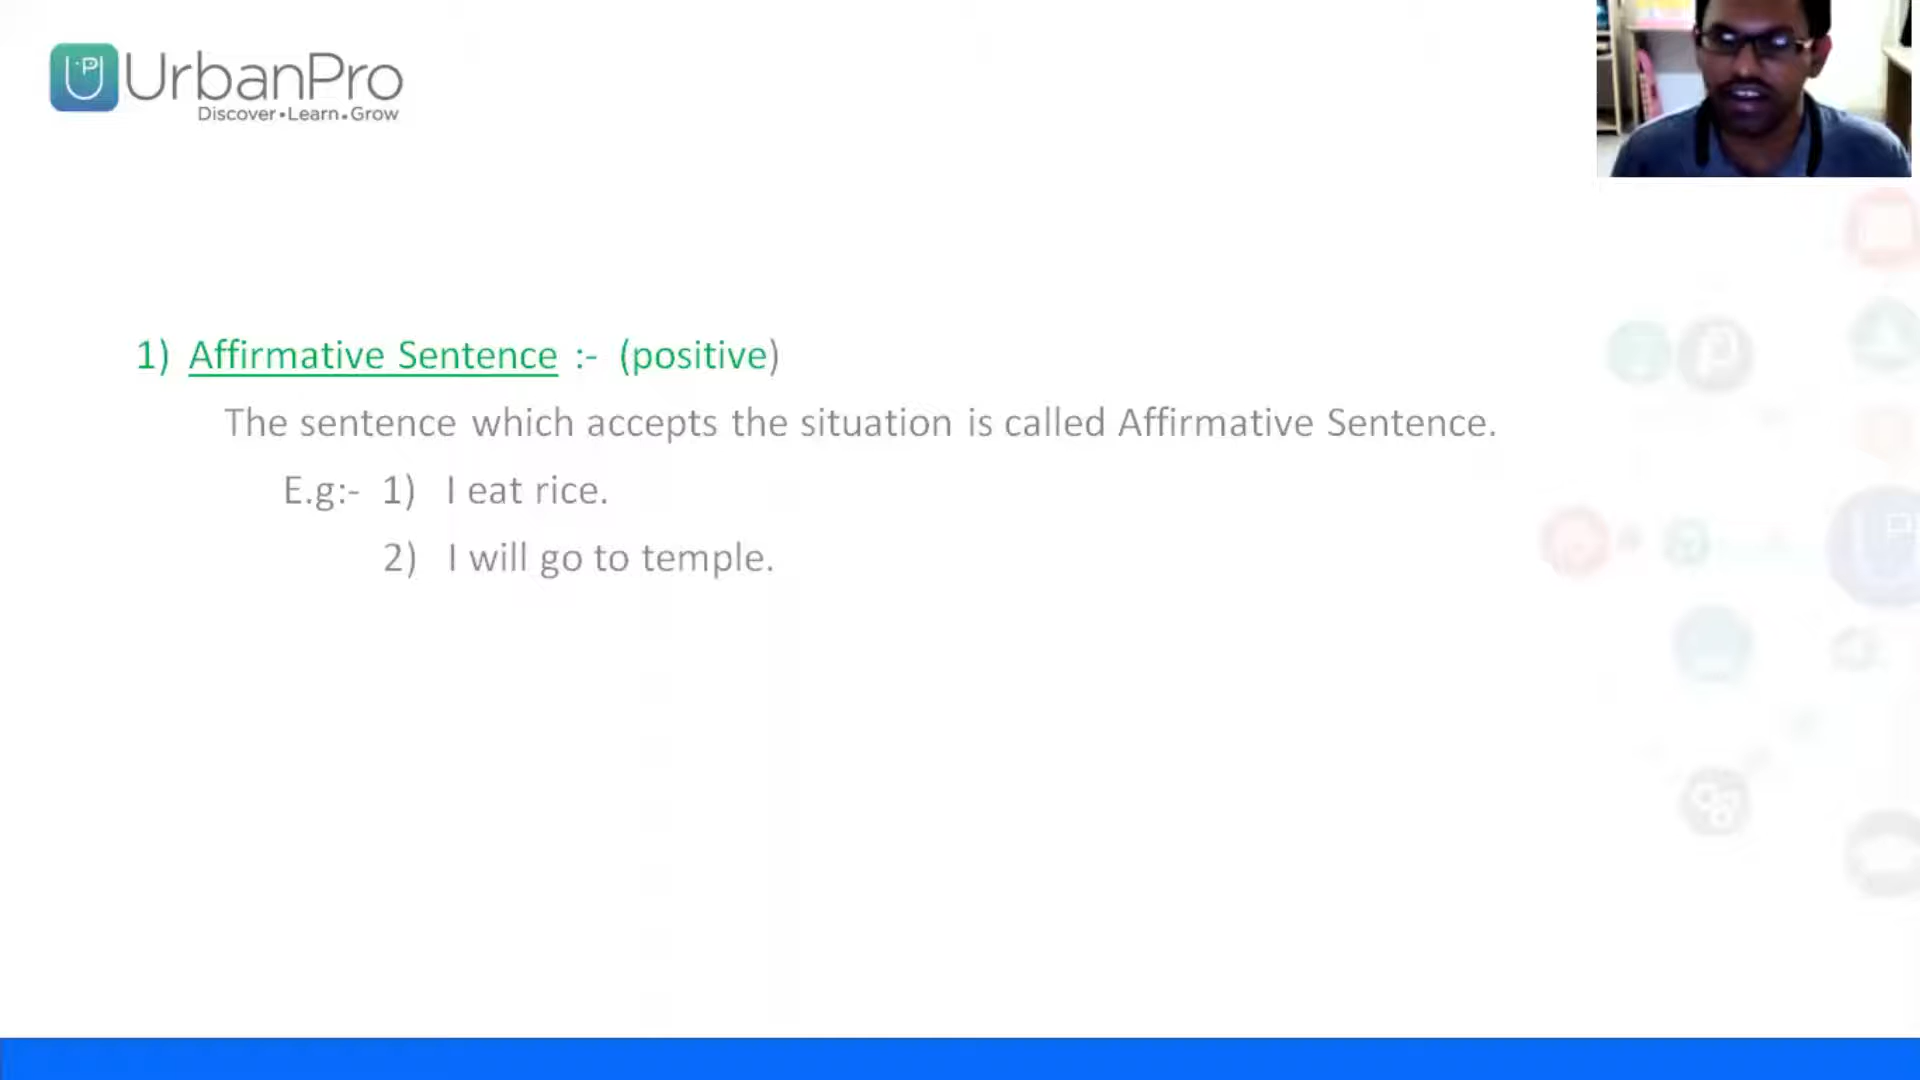 UrbanPro
Discover•Learn•Grow
1) Affirmative Sentence :- (positive)
The sentence which accepts the situation is called Affirmative Sentence.
E.g:- 1) I eat rice.
2) I will go to temple.